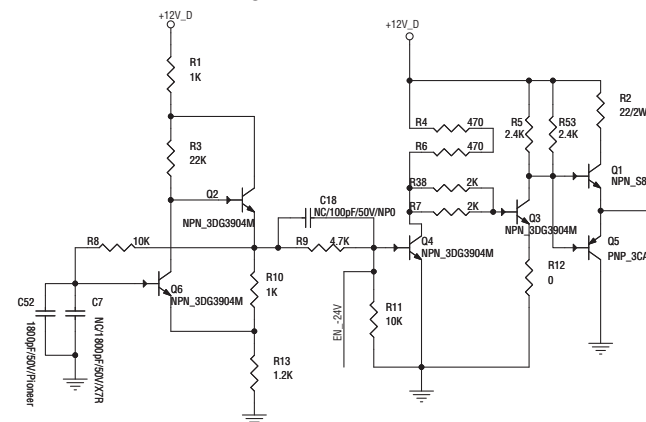 +12V_D
R1
1K
R3
22K
Q2
NPN_3DG3904M
R8
10K
C18
NC/100pF/50V/NP0
R9
4.7K
Q6
NPN_3DG3904M
R10
1K
C52
1800pF/50V/Pioneer
C7
NC/1800pF/50V/X7R
R13
1.2K
EN_-24V
R11
10K
+12V_D
R4
470
R6
470
R38
2K
R7
2K
R5
2.4K
R53
2.4K
R2
22/2W
Q1
NPN_S8
Q3
NPN_3DG3904M
Q4
NPN_3DG3904M
Q5
PNP_3CA
R12
0